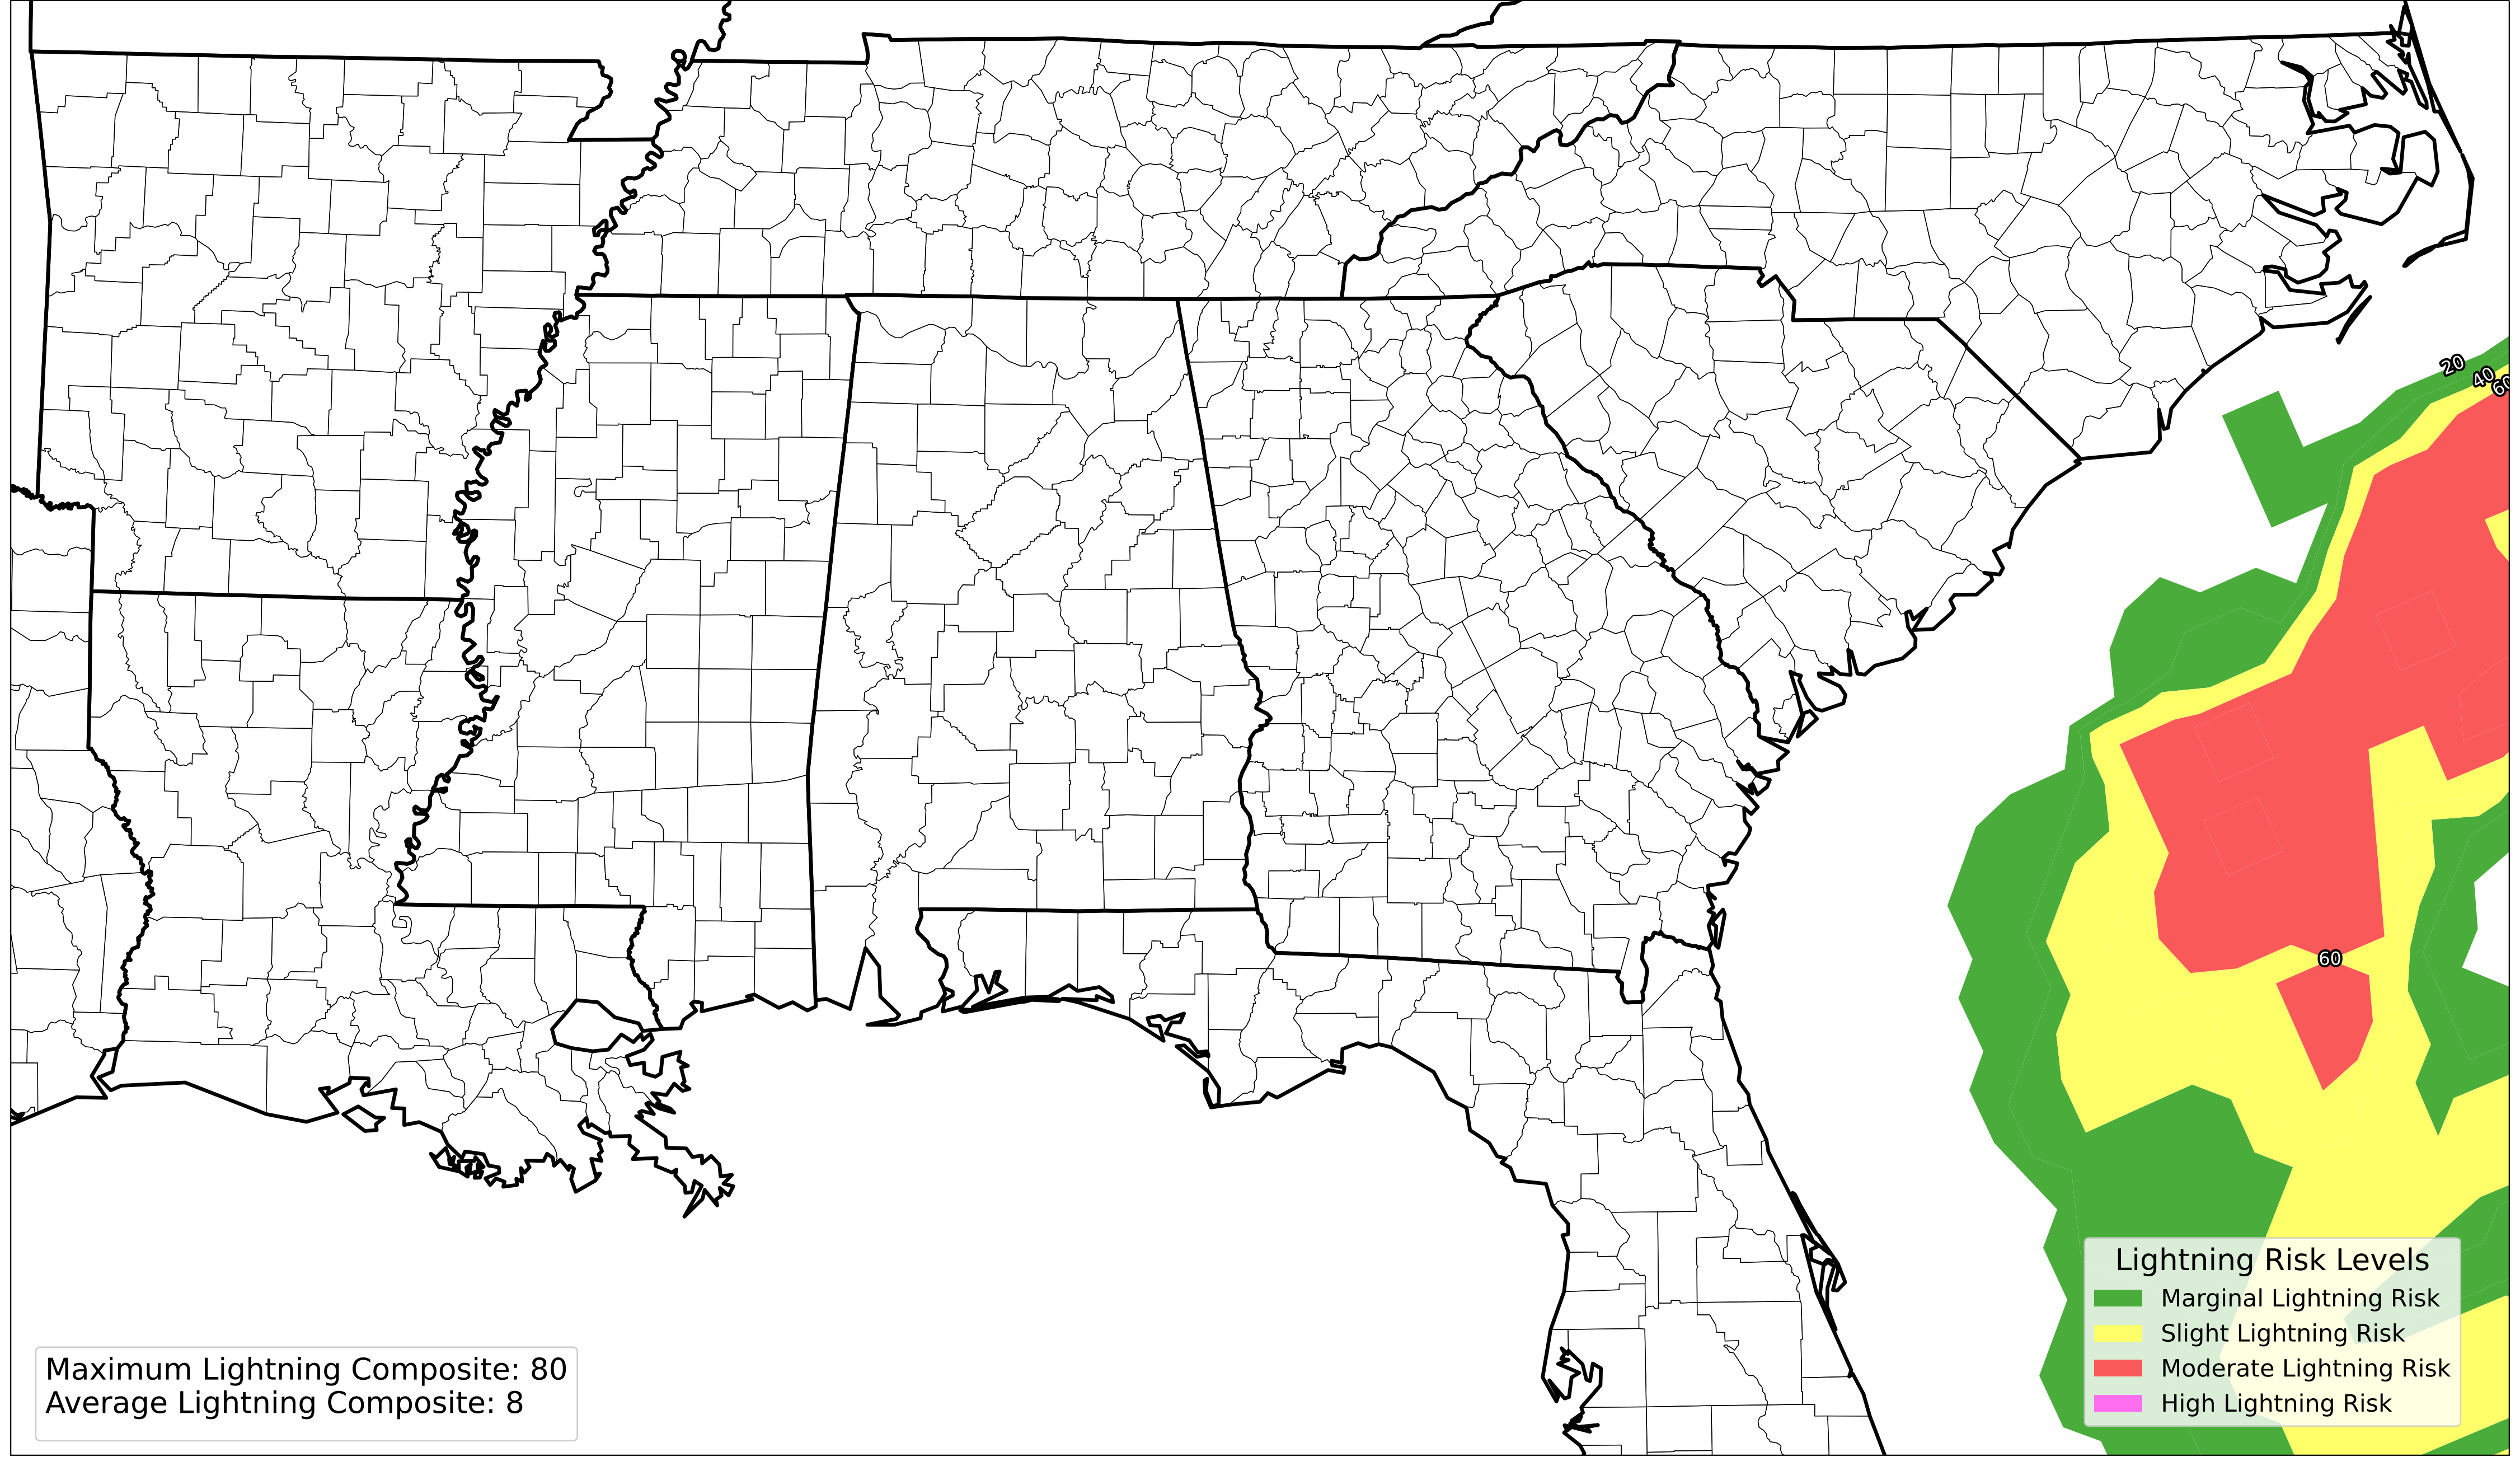 20
40
60
60
Lightning Risk Levels
Marginal Lightning Risk
Slight Lightning Risk
Moderate Lightning Risk
High Lightning Risk
Maximum Lightning Composite: 80
Average Lightning Composite: 8